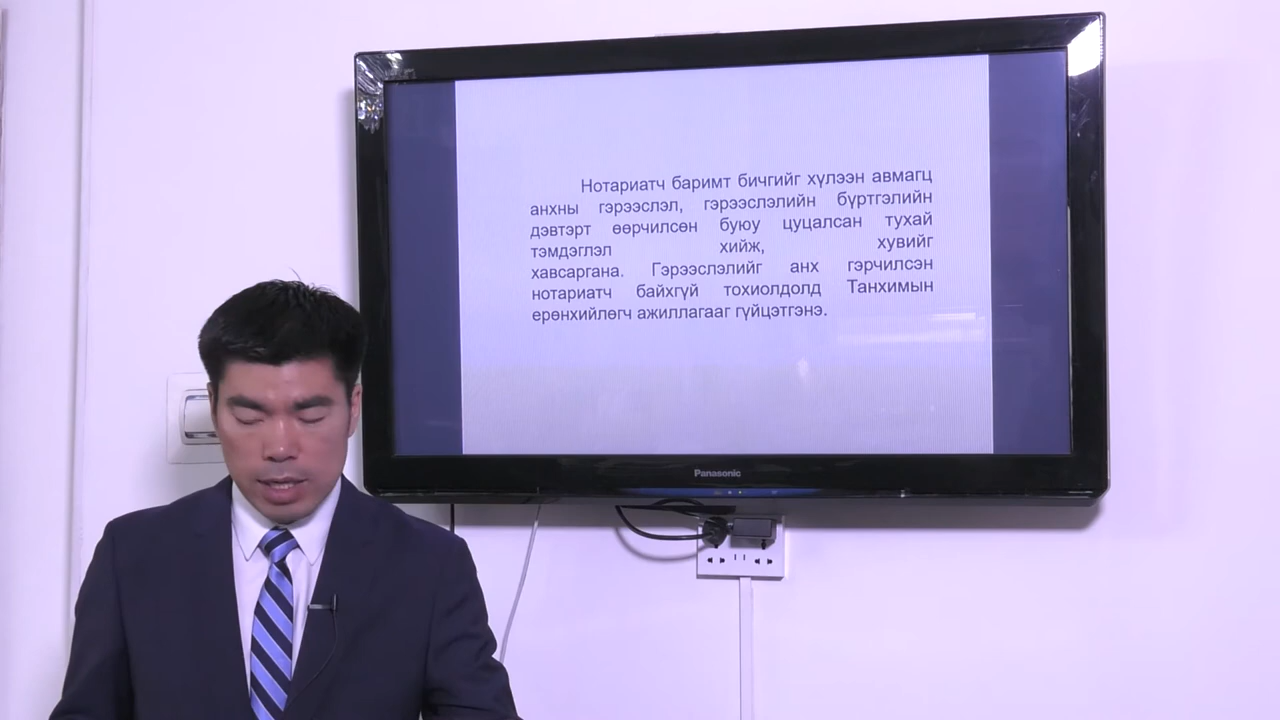 Нотариатч баримт бичгийг хүлээн авмагц
анхны гэрээслэл, гэрээслэлийн бүртгэлийн
дэвтэрт өөрчилсөн буюу цуцалсан тухай
тэмдэглэл хийж, хувийг
хавсаргана. Гэрээслэлийг анх гэрчилсэн
нотариатч байхгүй тохиолдолд Танхимын
ерөнхийлөгч ажиллагааг гүйцэтгэнэ.
Panasonic